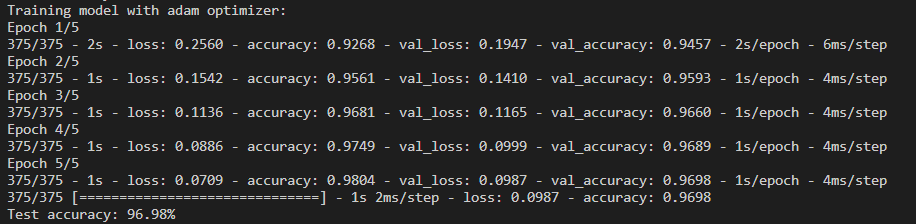 Training model with adam optimizer:
Epoch 1/5
375/375 - 2s - loss: 0.2560 - accuracy: 0.9268 - val_loss: 0.1947 - val_accuracy: 0.9457 - 2s/epoch - 6ms/step
Epoch 2/5
375/375 - 1s - loss: 0.1542 - accuracy: 0.9561 - val_loss: 0.1410 - val_accuracy: 0.9593 - 1s/epoch - 4ms/step
Epoch 3/5
375/375 - 1s - loss: 0.1136 - accuracy: 0.9681 - val_loss: 0.1165 - val_accuracy: 0.9660 - 1s/epoch - 4ms/step
Epoch 4/5
375/375 - 1s - loss: 0.0886 - accuracy: 0.9749 - val_loss: 0.0999 - val_accuracy: 0.9689 - 1s/epoch - 4ms/step
Epoch 5/5
375/375 - 1s - loss: 0.0709 - accuracy: 0.9804 - val_loss: 0.0987 - val_accuracy: 0.9698 - 1s/epoch - 4ms/step
375/375 [==============================] - 1s 2ms/step - loss: 0.0987 - accuracy: 0.9698
Test accuracy: 96.98%